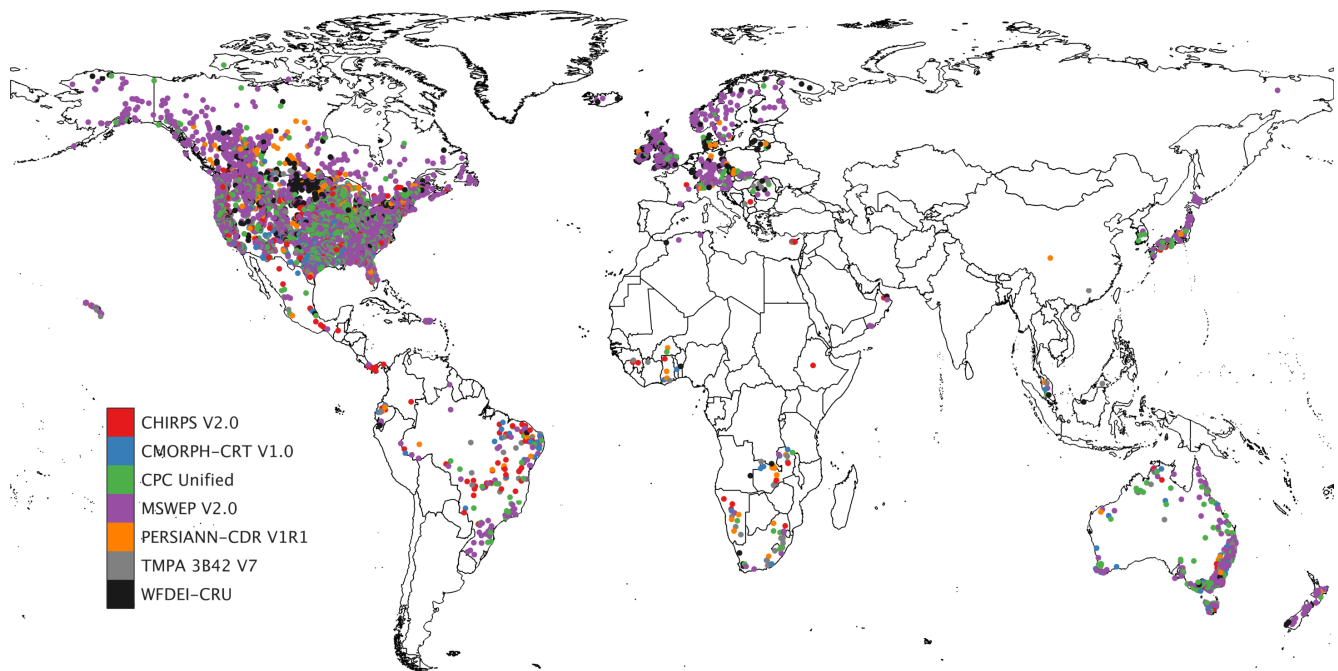 CHIRPS V2.0
CMORPH-CRT V1.0
CPC Unified
MSWEP V2.0
PERSIANN-CDR V1R1
TMPA 3B42 V7
WFDEI-CRU